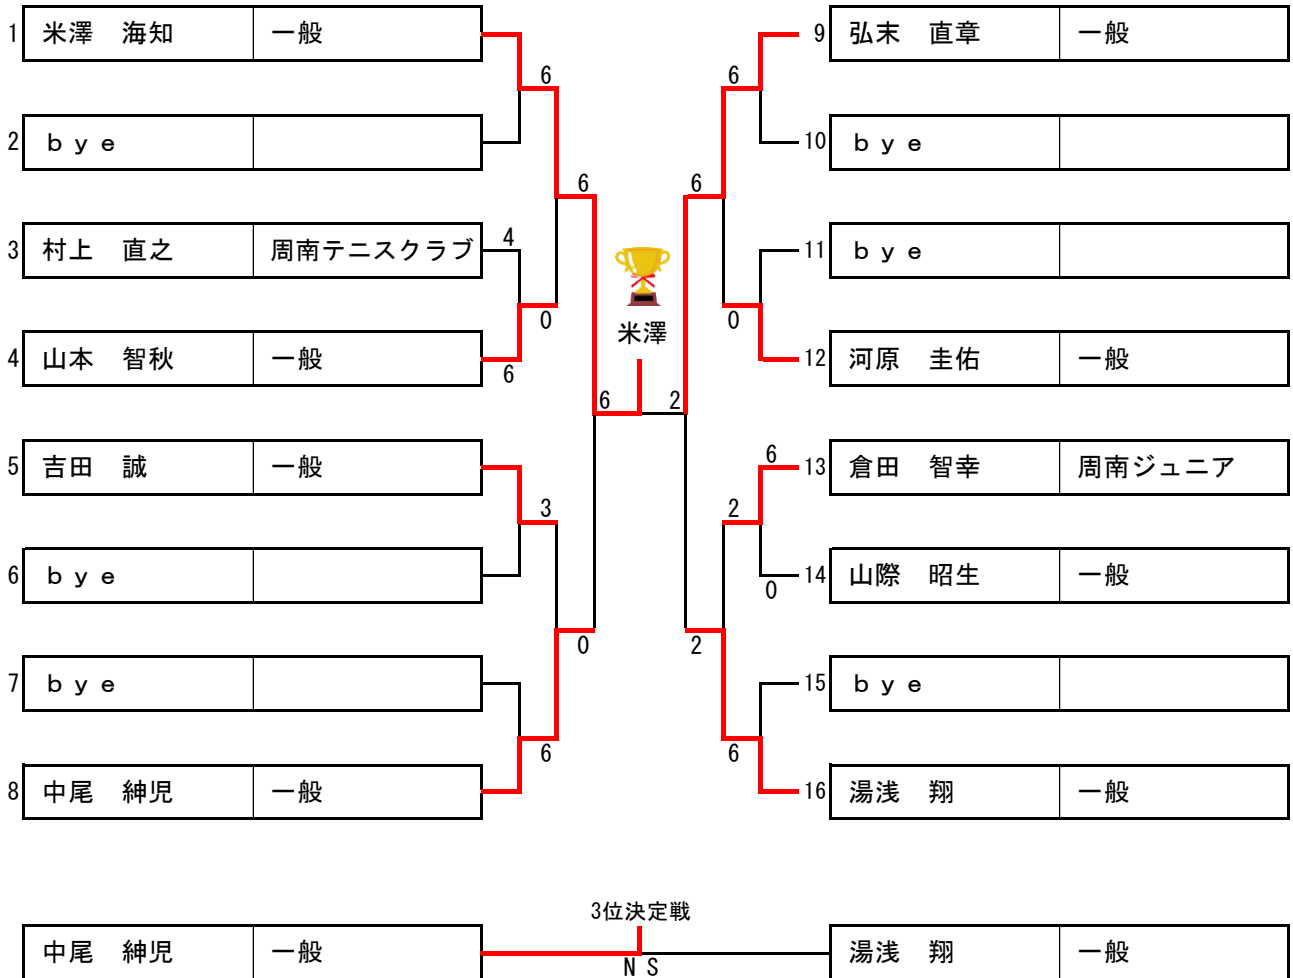 1 米澤　海知 一般
2 ｂｙｅ
3 村上　直之 周南テニスクラブ 4
4 山本　智秋 一般 6
5 吉田　誠 一般
6 ｂｙｅ
7 ｂｙｅ
8 中尾　紳児 一般
6
0
3
6
6
0
米澤
6 2
6
2
6
0
2
6
9 弘末　直章 一般
10 ｂｙｅ
11 ｂｙｅ
12 河原　圭佑 一般
6 13 倉田　智幸 周南ジュニア
0 14 山際　昭生 一般
15 ｂｙｅ
16 湯浅　翔 一般
3位決定戦
中尾　紳児 一般 ＮＳ 湯浅　翔 一般